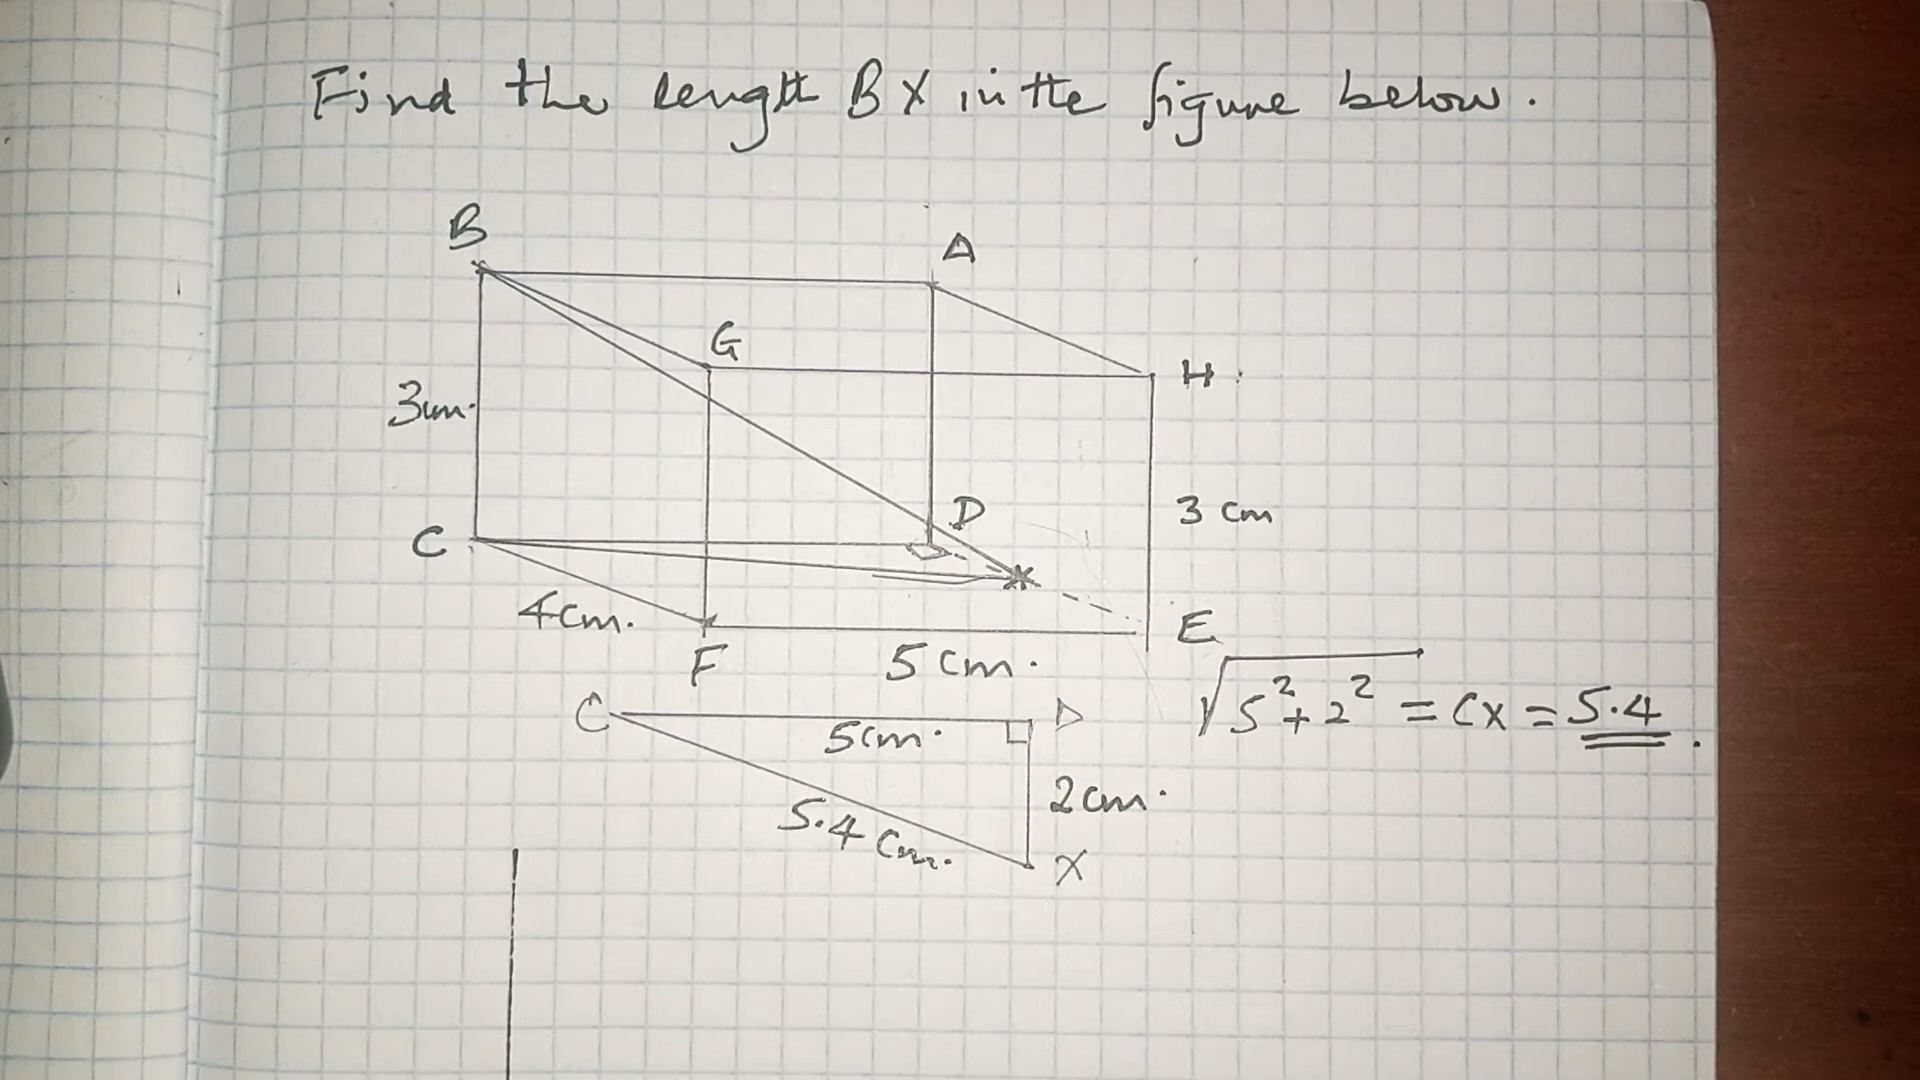 Find the length BX in the figure below.
B
A
G
H.
3cm.
D
3 cm
C
4cm.
E
F
5 cm.
√5²+2² = CX = 5.4.
C
D
5cm.
2cm.
5.4 cm.
X